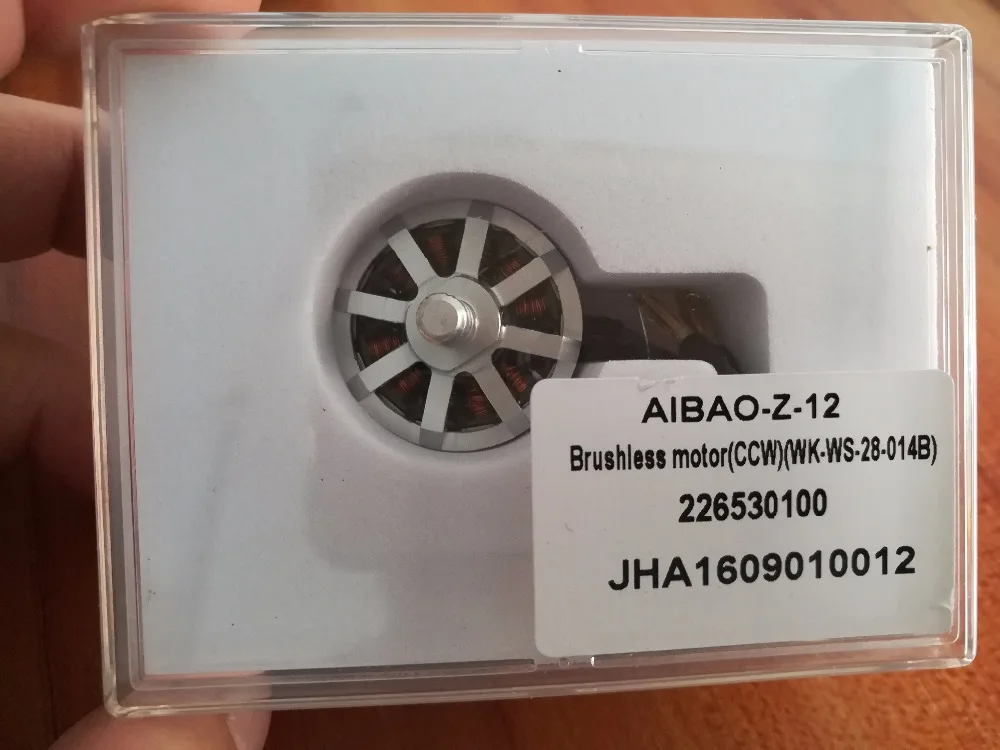 AIBAO-Z-12
Brushless motor(CCW)(WK-WS-28-014B)
226530100
JHA1609010012